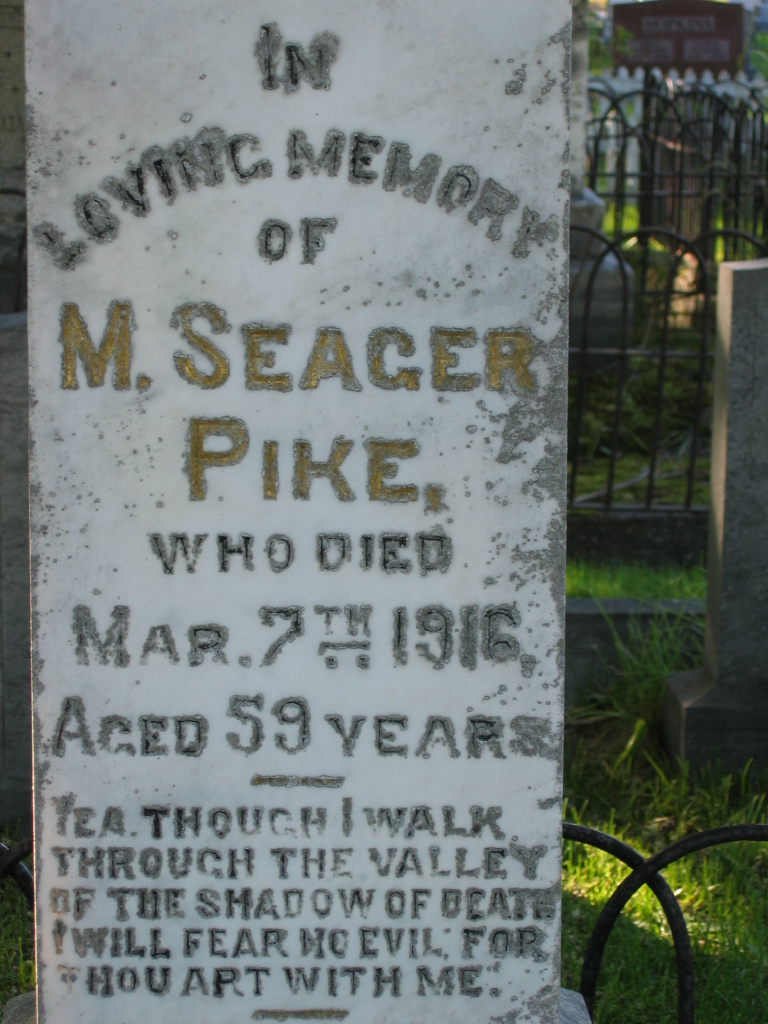 HOPKINS
IN
LOVING MEMORY
OF
M. SEAGER
PIKE,
WHO DIED
MAR. 7TH 1916,
AGED 59 YEARS
YEA. THOUGH I WALK
THROUGH THE VALLEY
OF THE SHADOW OF DEATH
I WILL FEAR NO EVIL, FOR
THOU ART WITH ME".